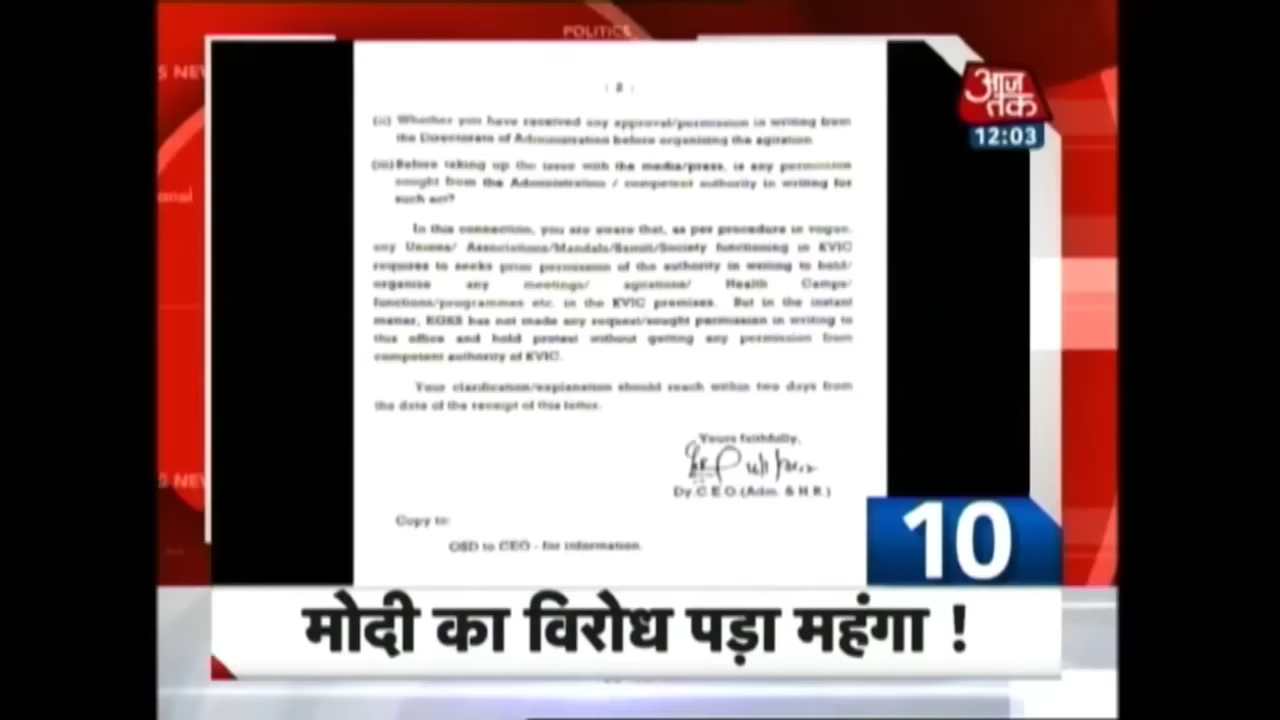 POLITICS
S NEW
आज
तक
12:03
: 2 :
(ii) Whether you have received any approval/permission in writing from
the Directorate of Administration before organising the agitation
(iii) Before taking up the issue with the media/press, is any permission
sought from the Administration / competent authority in writing for
such act?
onal
In this connection, you are aware that, as per procedure in vogue,
any Unions/ Associations/Mandals/Samiti/Society functioning in KVIC
requires to seeks prior permission of the authority in writing to hold/
organise any meetings/ agitations/ Health Camps/
functions/programmes etc. in the KVIC premises. But in the instant
matter, KGKS has not made any request/sought permission in writing to
this office and hold protest without getting any permission from
competent authority of KVIC.
Your clarification/explanation should reach within two days from
the date of the receipt of this letter.
Yours faithfully,
S NEW
Dy.C.E.O.(Adm. & H.R.)
Copy to:
OSD to CEO - for information.
10
मोदी का विरोध पड़ा महंगा !